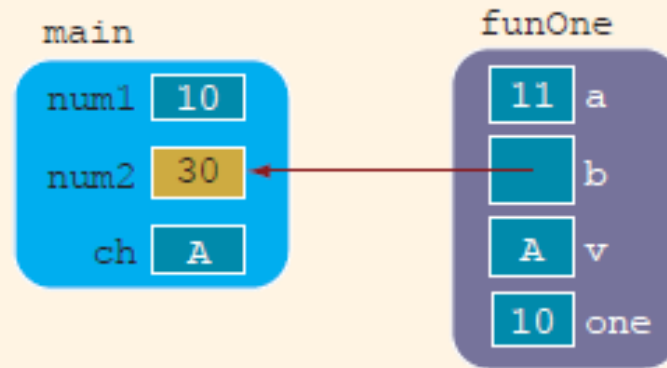 main
num1 10
num2 30
ch A
funOne
11 a
b
A v
10 one